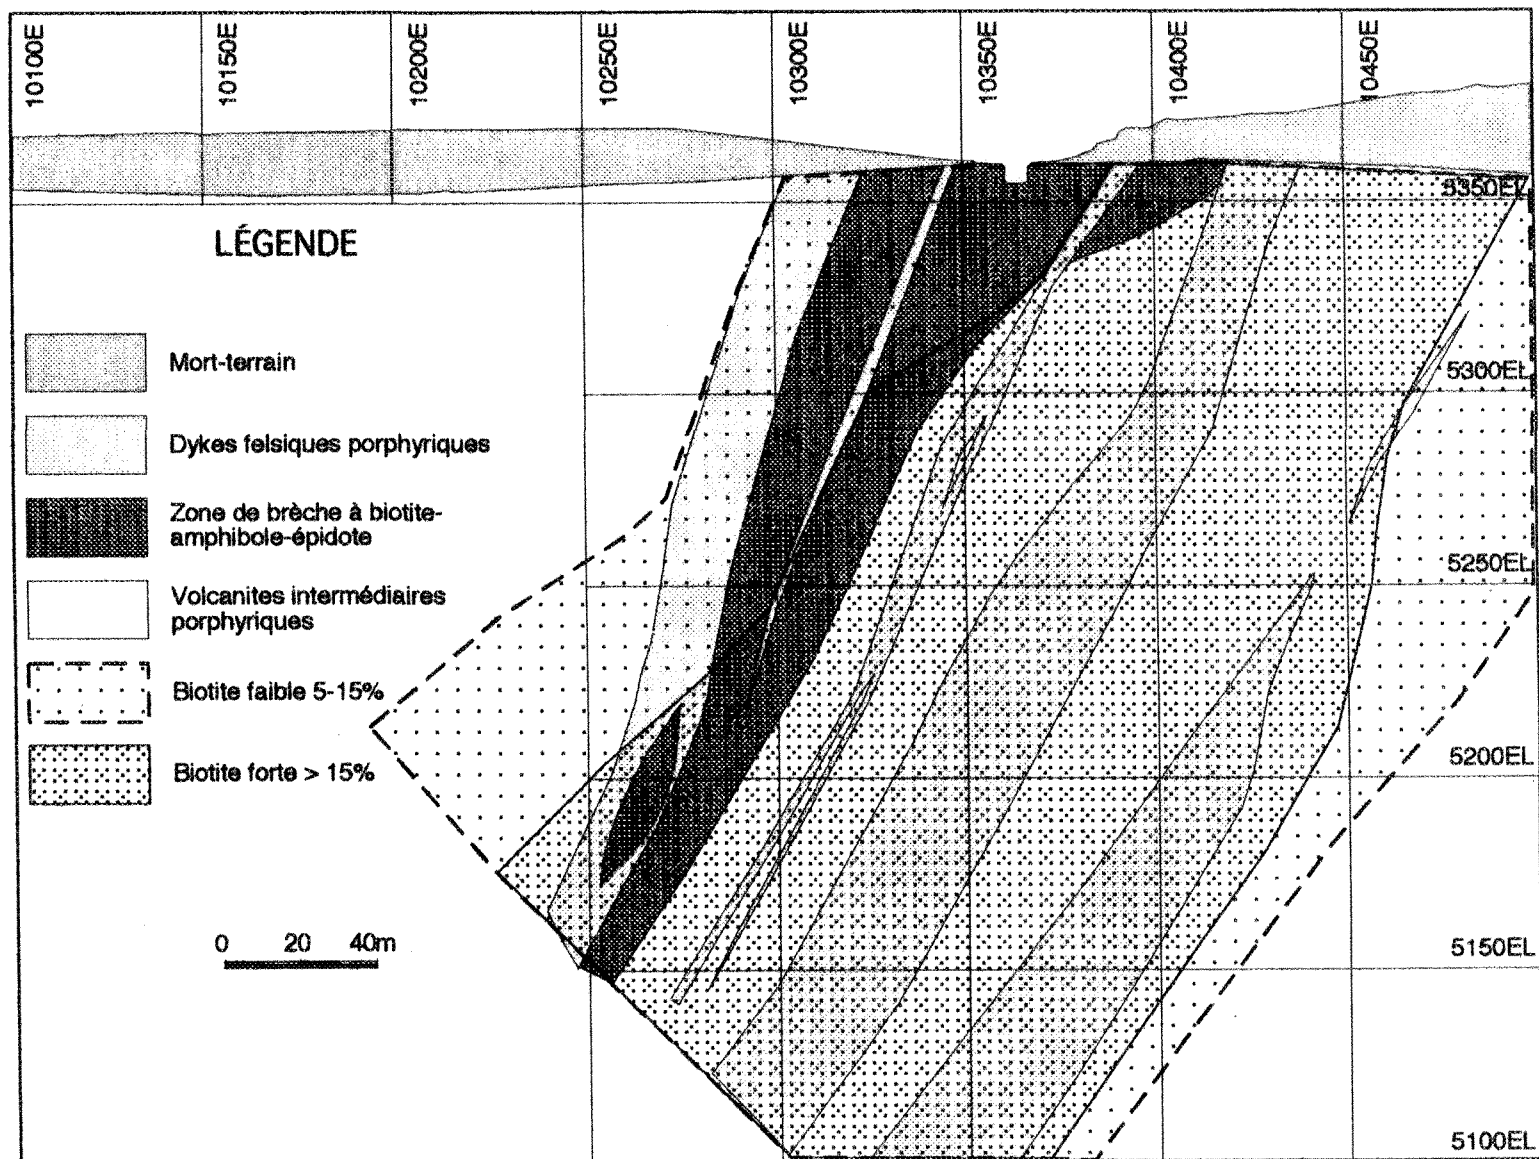 10100E
10150E
10200E
10250E
10300E
10350E
10400E
10450E
5350EL
LÉGENDE
Mort-terrain
5300EL
Dykes felsiques porphyriques
Zone de brèche à biotite-
amphibole-épidote
5250EL
Volcanites intermédiaires
porphyriques
Biotite faible 5-15%
5200EL
Biotite forte > 15%
0 20 40m
5150EL
5100EL